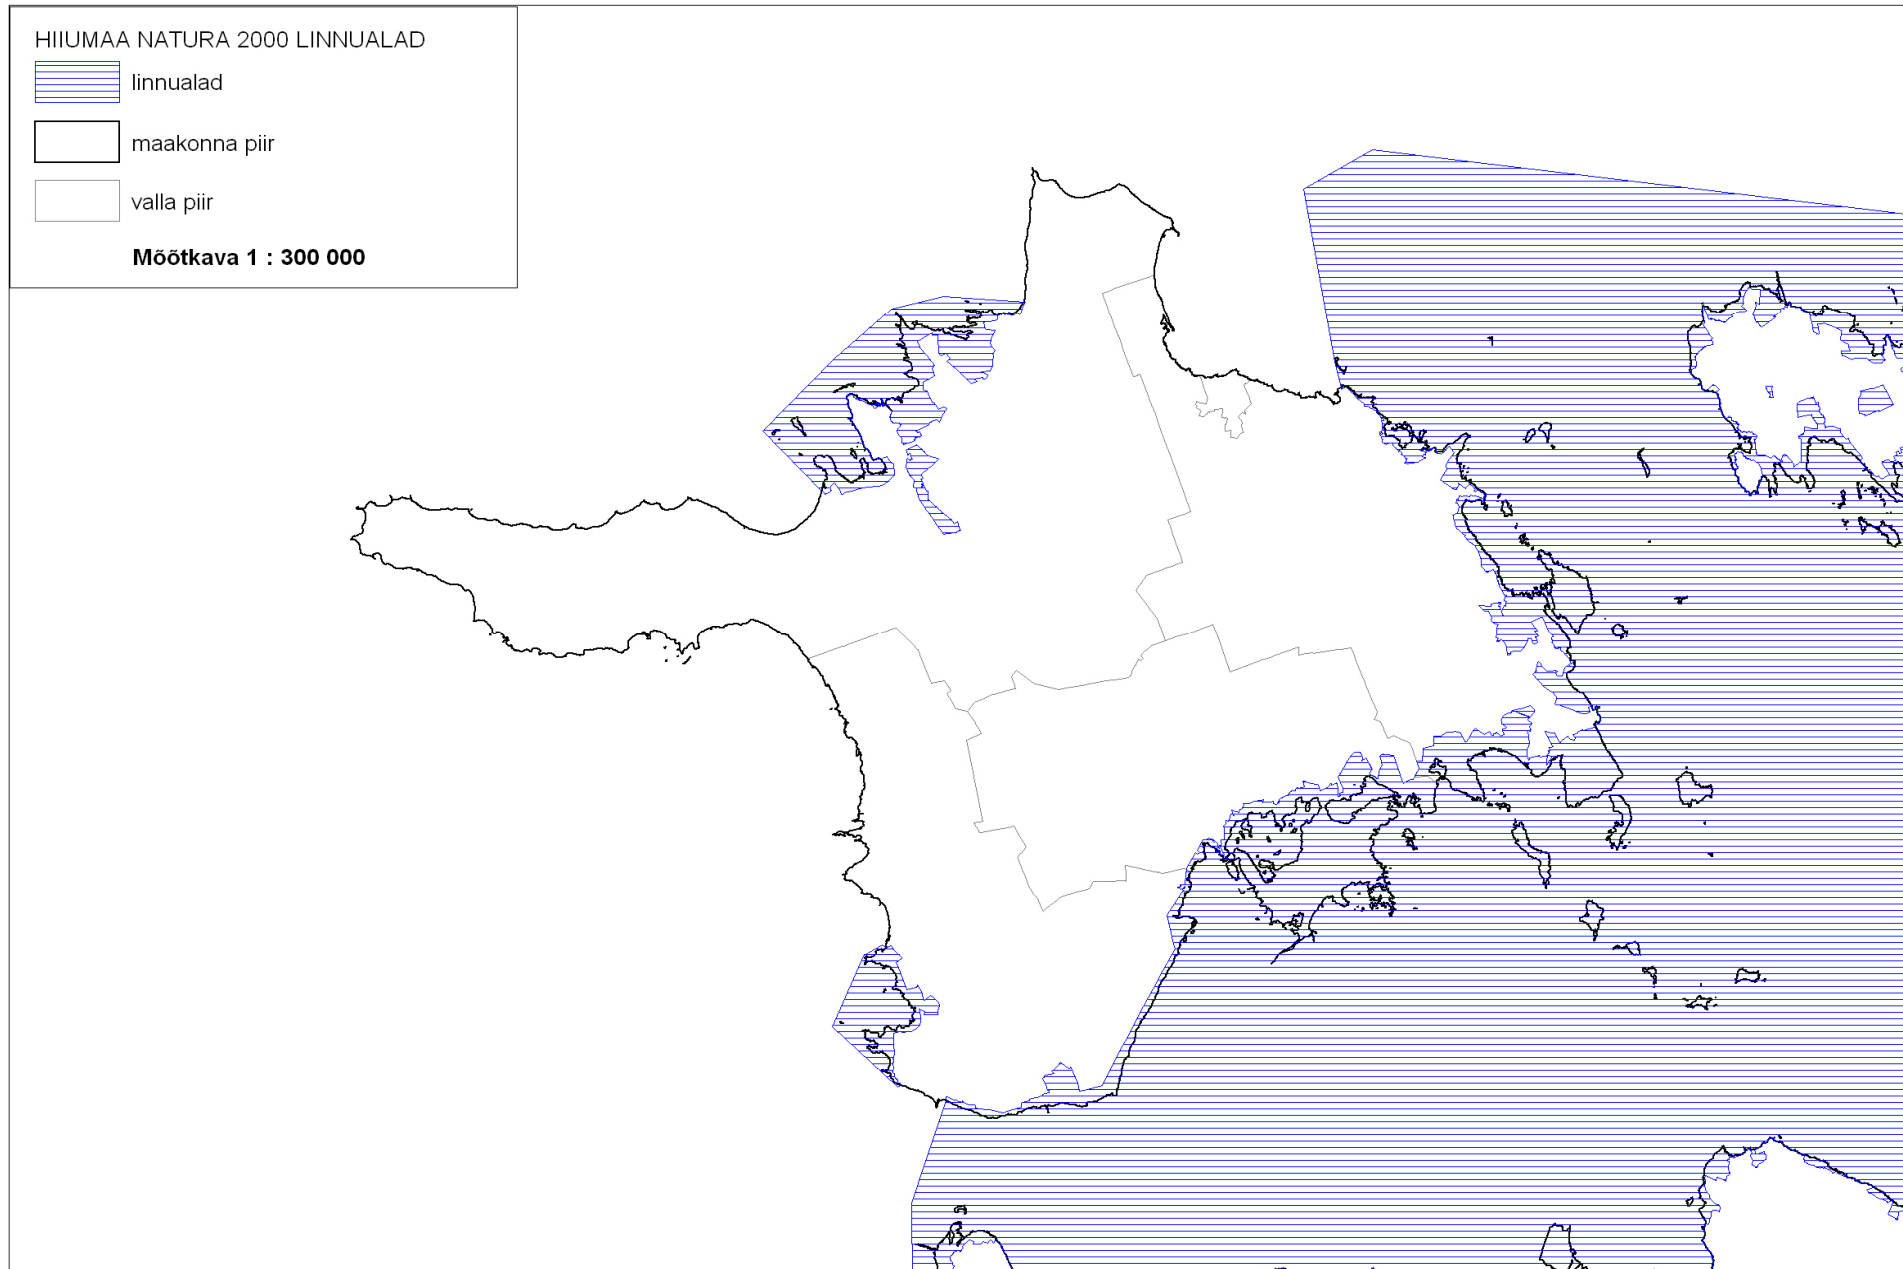 HIIUMAA NATURA 2000 LINNUALAD
linnualad
maakonna piir
valla piir
Mõõtkava 1 : 300 000